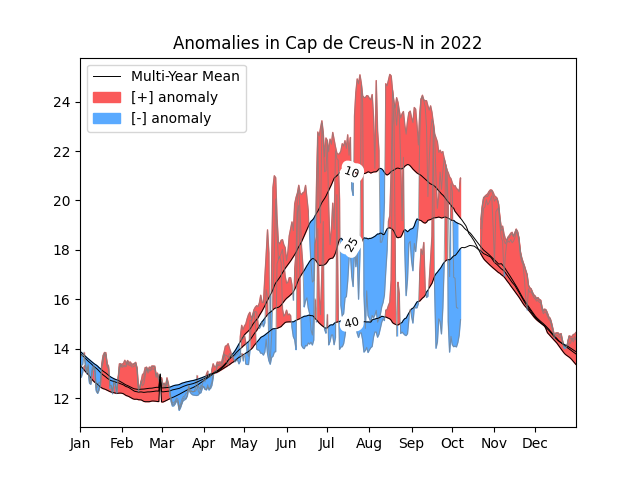 Anomalies in Cap de Creus-N in 2022
Multi-Year Mean
[+] anomaly
[-] anomaly
24
22
20
18
16
14
12
10
25
40
Jan Feb Mar Apr May Jun Jul Aug Sep Oct Nov Dec